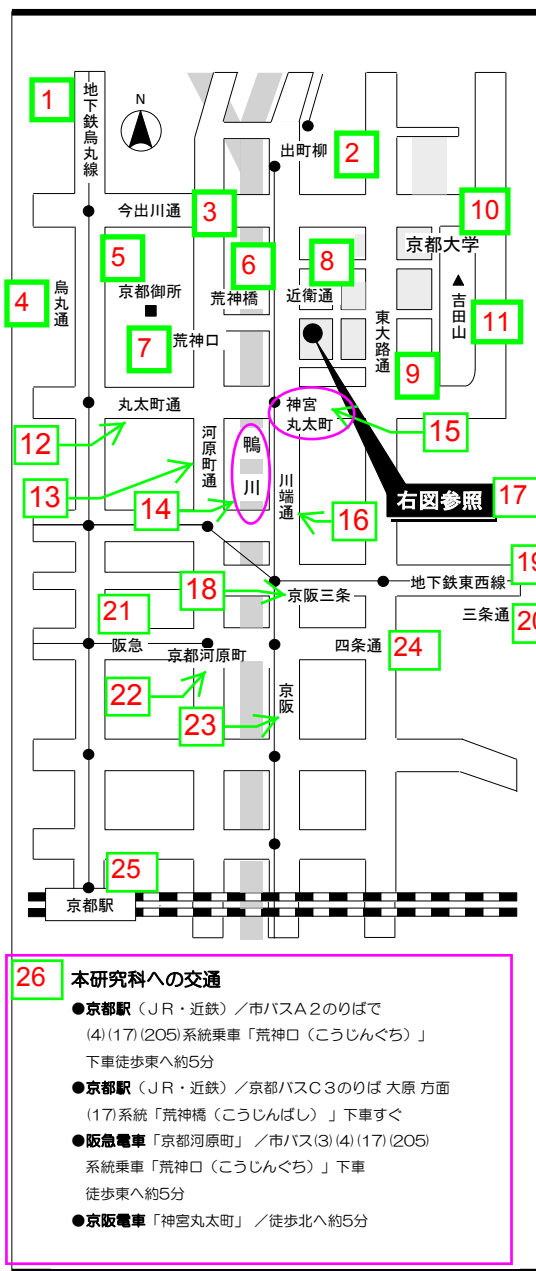 1
地下鉄烏丸線
N
出町柳
2
今出川通
3
10
京都大学
5
6
8
4
烏丸通
京都御所
荒神橋
近衛通
吉田山
11
7
荒神口
東大路通
9
12
丸太町通
神宮
丸太町
15
13
河原町通
鴨川
14
川端通
16
右図参照
17
18
京阪三条
地下鉄東西線
19
21
三条通
20
阪急
京都河原町
四条通
24
22
23
京阪
25
京都駅
26
本研究科への交通
●京都駅（JR・近鉄）／市バスA2のりばで
(4)(17)(205)系統乗車「荒神口（こうじんぐち）」
下車徒歩東へ約5分
●京都駅（JR・近鉄）／京都バスC3のりば 大原 方面
(17)系統「荒神橋（こうじんばし）」下車すぐ
●阪急電車「京都河原町」／市バス(3)(4)(17)(205)
系統乗車「荒神口（こうじんぐち）」下車
徒歩東へ約5分
●京阪電車「神宮丸太町」／徒歩北へ約5分